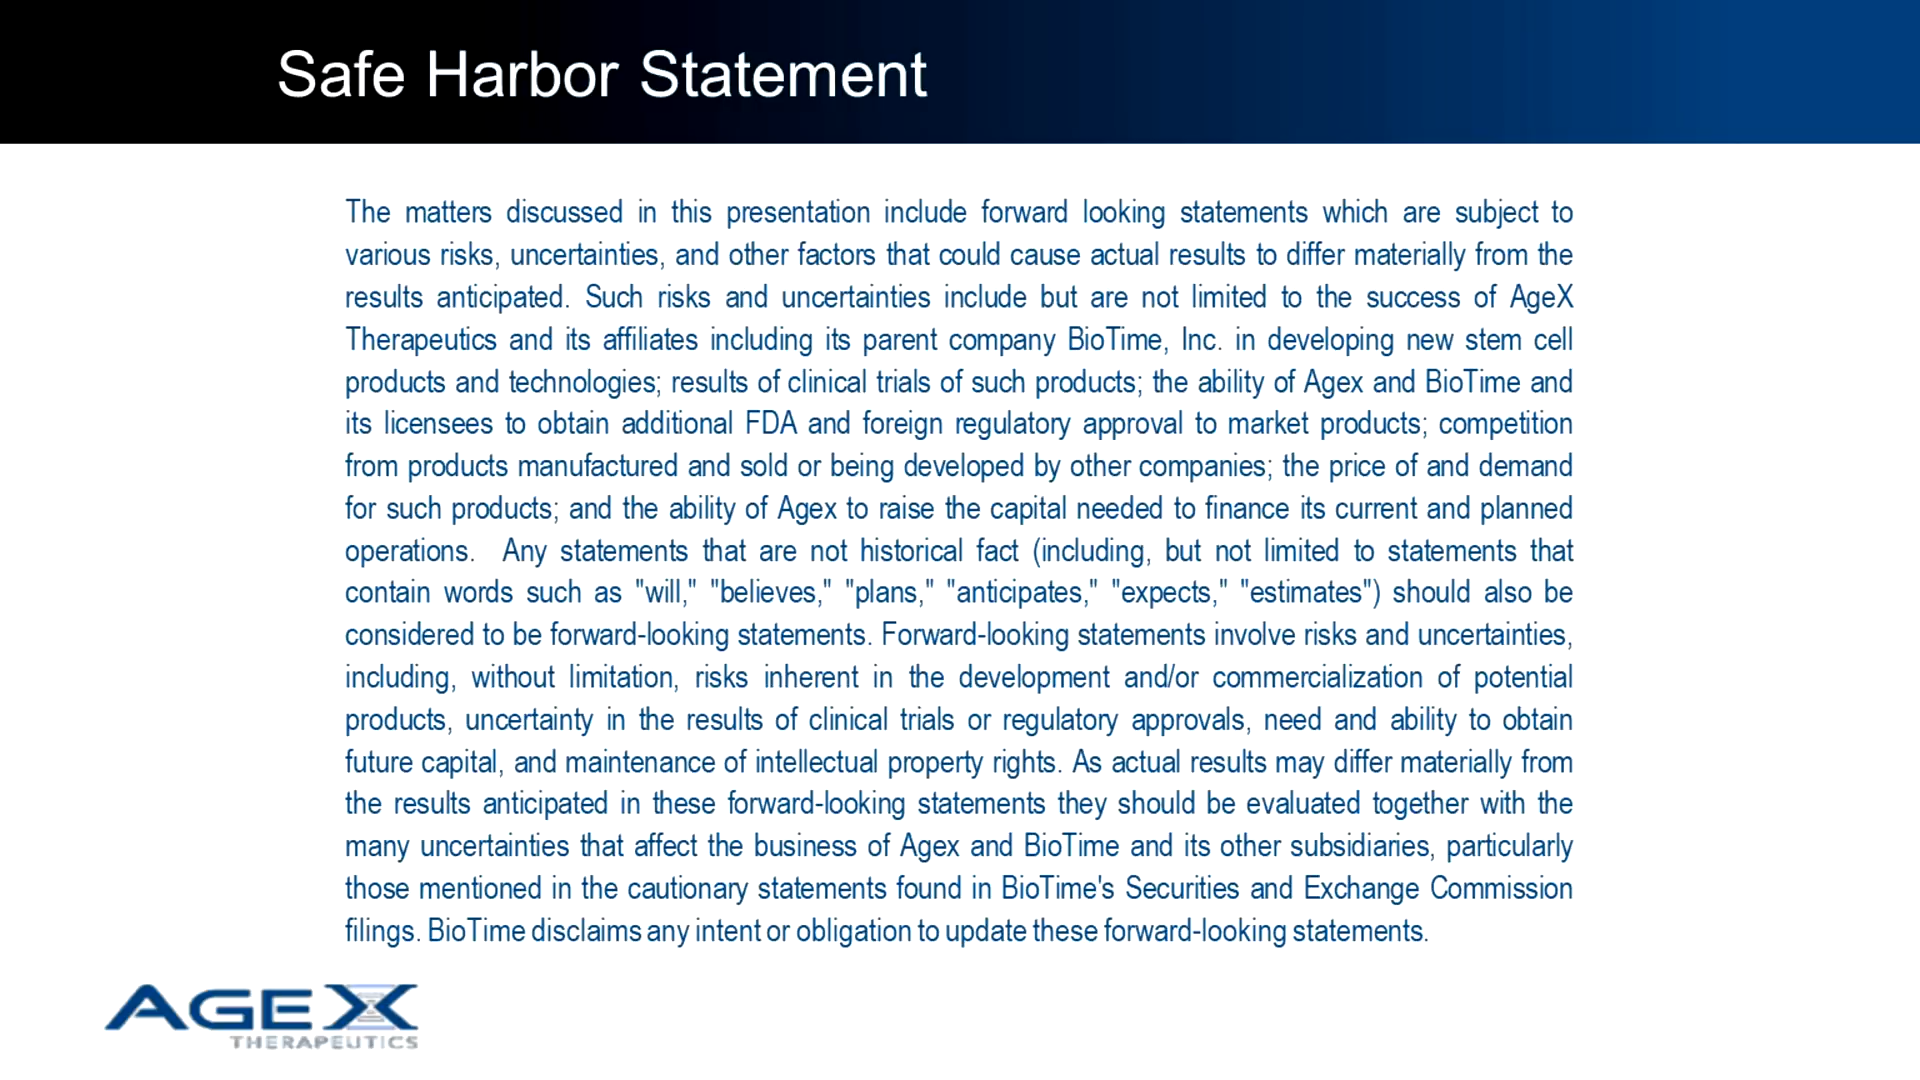 Safe Harbor Statement
The matters discussed in this presentation include forward looking statements which are subject to
various risks, uncertainties, and other factors that could cause actual results to differ materially from the
results anticipated. Such risks and uncertainties include but are not limited to the success of AgeX
Therapeutics and its affiliates including its parent company BioTime, Inc. in developing new stem cell
products and technologies; results of clinical trials of such products; the ability of Agex and BioTime and
its licensees to obtain additional FDA and foreign regulatory approval to market products; competition
from products manufactured and sold or being developed by other companies; the price of and demand
for such products; and the ability of Agex to raise the capital needed to finance its current and planned
operations.  Any statements that are not historical fact (including, but not limited to statements that
contain words such as "will," "believes," "plans," "anticipates," "expects," "estimates") should also be
considered to be forward-looking statements. Forward-looking statements involve risks and uncertainties,
including, without limitation, risks inherent in the development and/or commercialization of potential
products, uncertainty in the results of clinical trials or regulatory approvals, need and ability to obtain
future capital, and maintenance of intellectual property rights. As actual results may differ materially from
the results anticipated in these forward-looking statements they should be evaluated together with the
many uncertainties that affect the business of Agex and BioTime and its other subsidiaries, particularly
those mentioned in the cautionary statements found in BioTime's Securities and Exchange Commission
filings. BioTime disclaims any intent or obligation to update these forward-looking statements.
AGEX
THERAPEUTICS